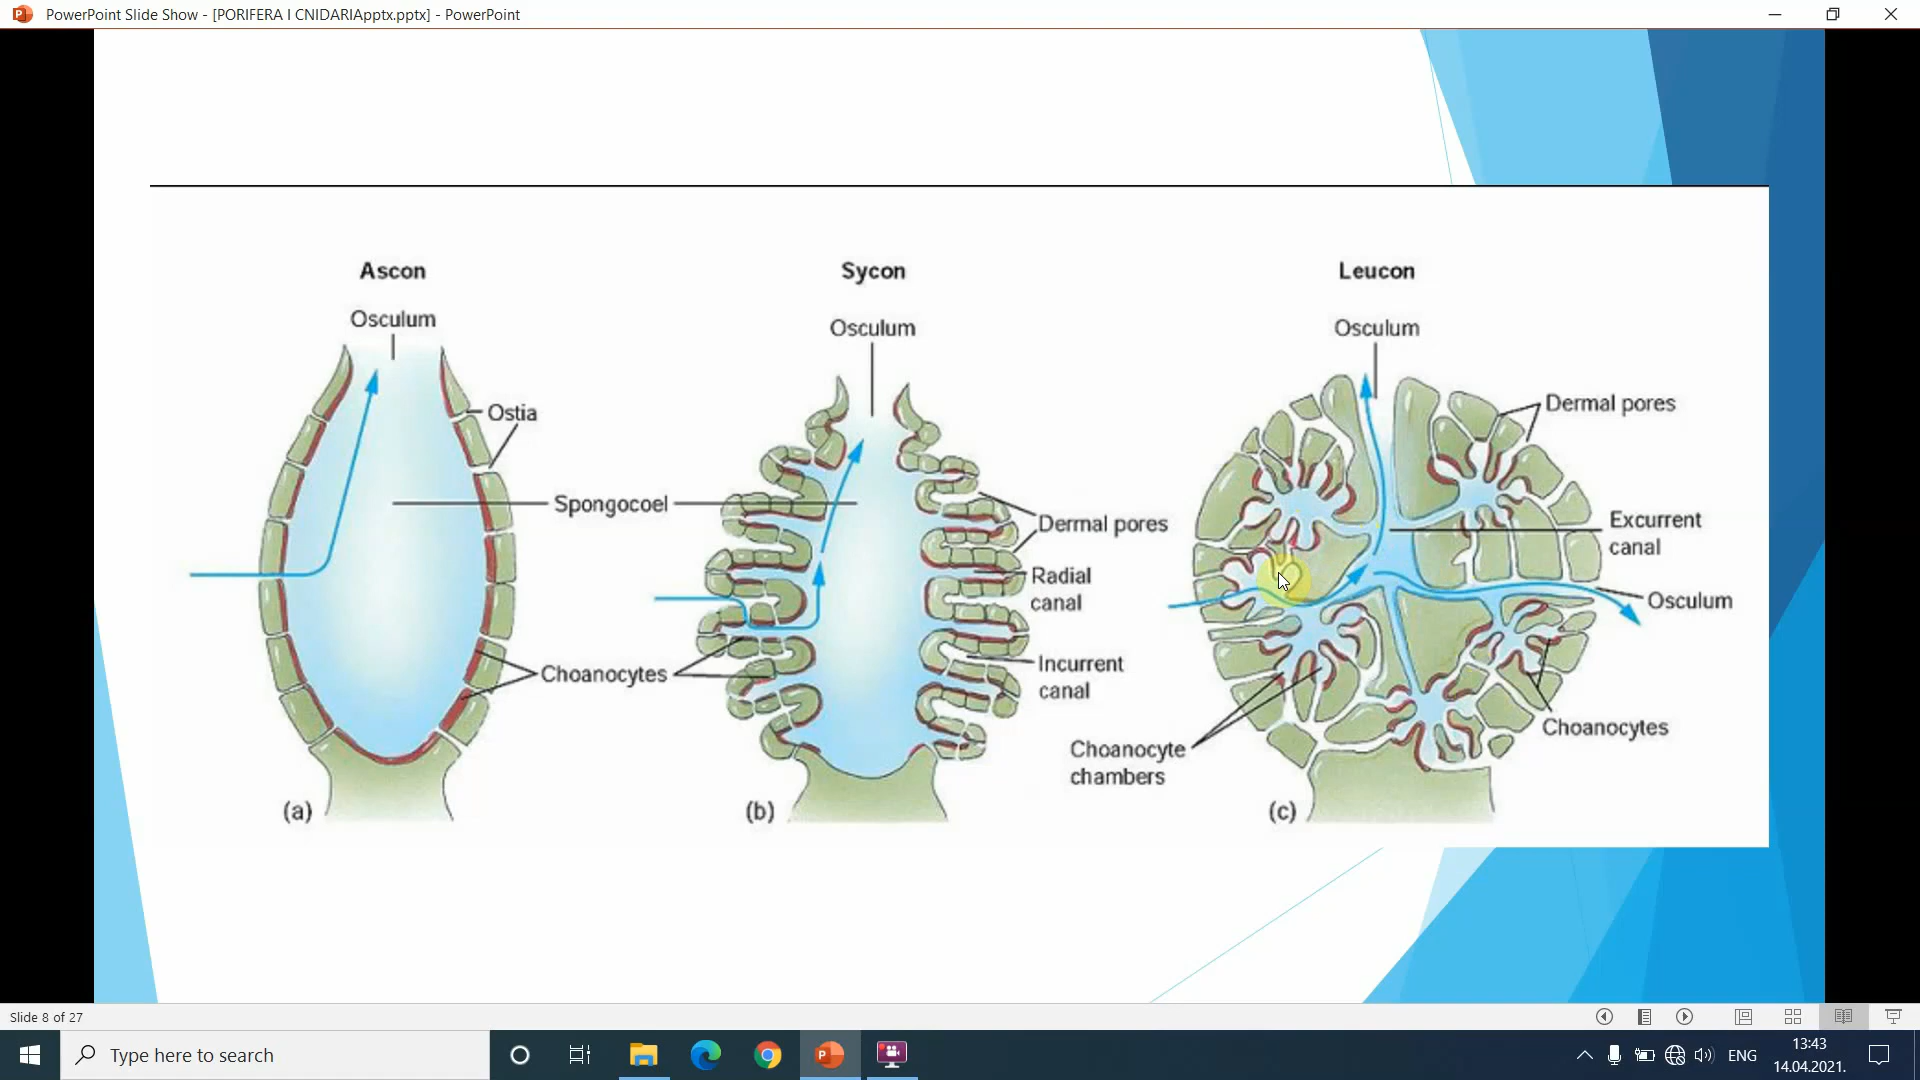 PowerPoint Slide Show - [PORIFERA I CNIDARIApptx.pptx] - PowerPoint
Ascon
Sycon
Leucon
Osculum
Osculum
Osculum
Ostia
Dermal pores
Spongocoel
Dermal pores
Excurrent
canal
Radial
canal
Osculum
Incurrent
canal
Choanocytes
Choanocytes
Choanocyte
chambers
(a)
(b)
(c)
Slide 8 of 27
Type here to search
ENG
13:43
14.04.2021.